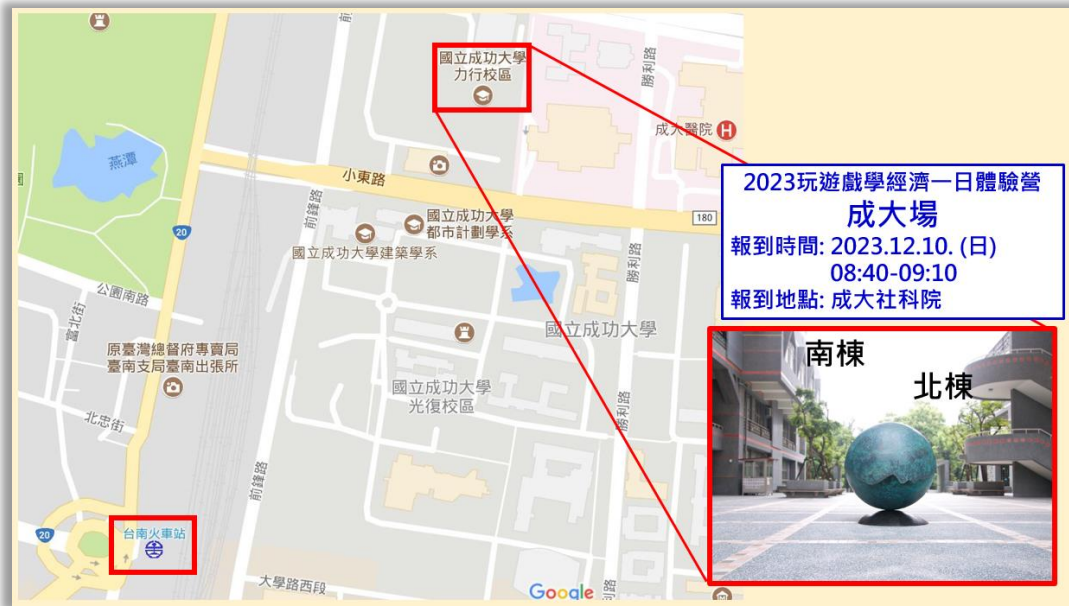 國立成功大學
力行校區
前
勝利路
成大醫院 H
燕潭
園
小東路
180
20
前鋒路
國立成功大學
都市計劃學系
國立成功大學建築學系
勝利路
公園南路
富北街
原臺灣總督府專賣局
臺南支局臺南出張所
國立成功大學
國立成功大學
光復校區
北忠街
勝利路
前鋒路
20
台南火車站
大學路西段
Google
勝利路
2023玩遊戲學經濟一日體驗營
成大場
報到時間: 2023.12.10. (日)
08:40-09:10
報到地點: 成大社科院
南棟
北棟